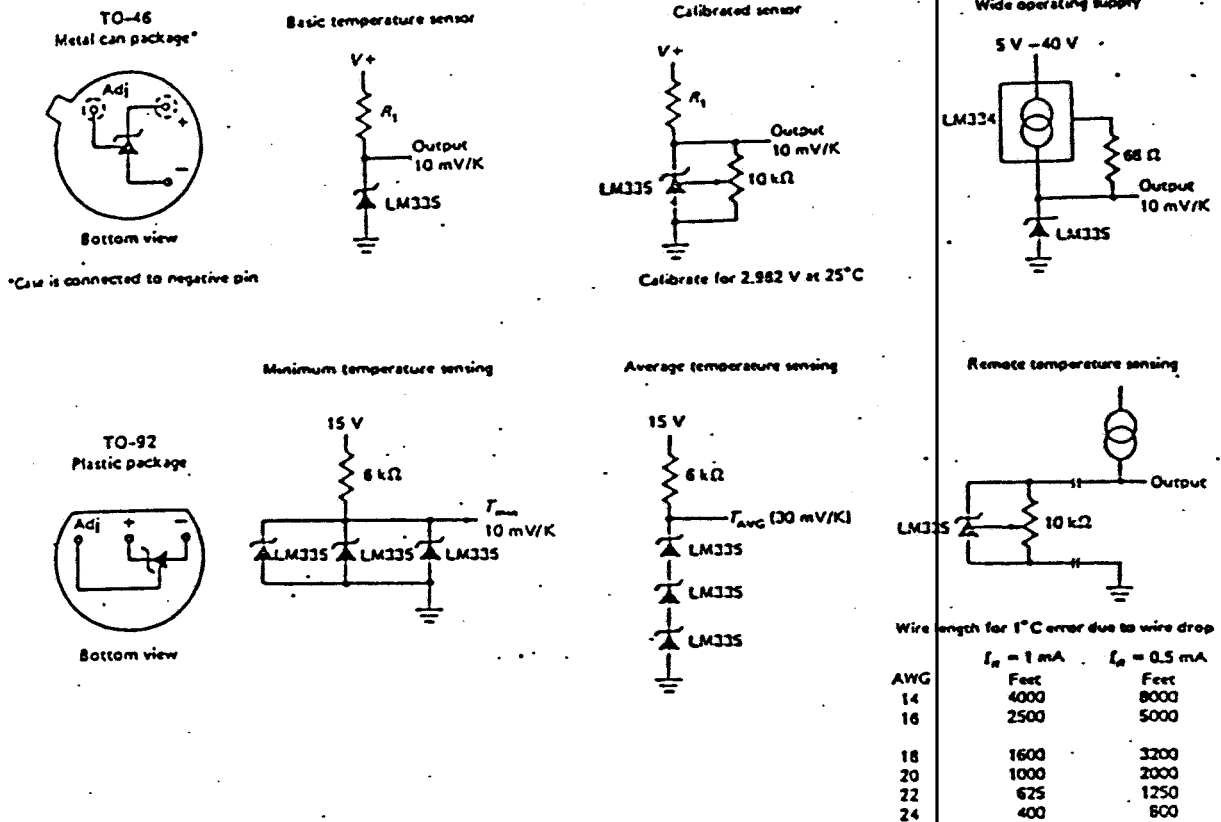 TO-46
Metal can package*
Adj
+
−
Bottom view
*Case is connected to negative pin
Basic temperature sensor
V+
R1
Output
10 mV/K
LM335
Calibrated sensor
V+
R1
Output
10 mV/K
LM335
10 kΩ
Calibrate for 2.982 V at 25°C
Wide operating supply
5 V – 40 V
LM334
68 Ω
Output
10 mV/K
LM335
TO-92
Plastic package
Adj + −
Bottom view
Minimum temperature sensing
15 V
6 kΩ
10 mV/K
LM335 LM335 LM335
Average temperature sensing
15 V
6 kΩ
TAVG (30 mV/K)
LM335
LM335
LM335
Remote temperature sensing
Output
LM335
10 kΩ
Wire length for 1°C error due to wire drop
IR = 1 mA IR = 0.5 mA
AWG Feet Feet
14 4000 8000
16 2500 5000
18 1600 3200
20 1000 2000
22 625 1250
24 400 800